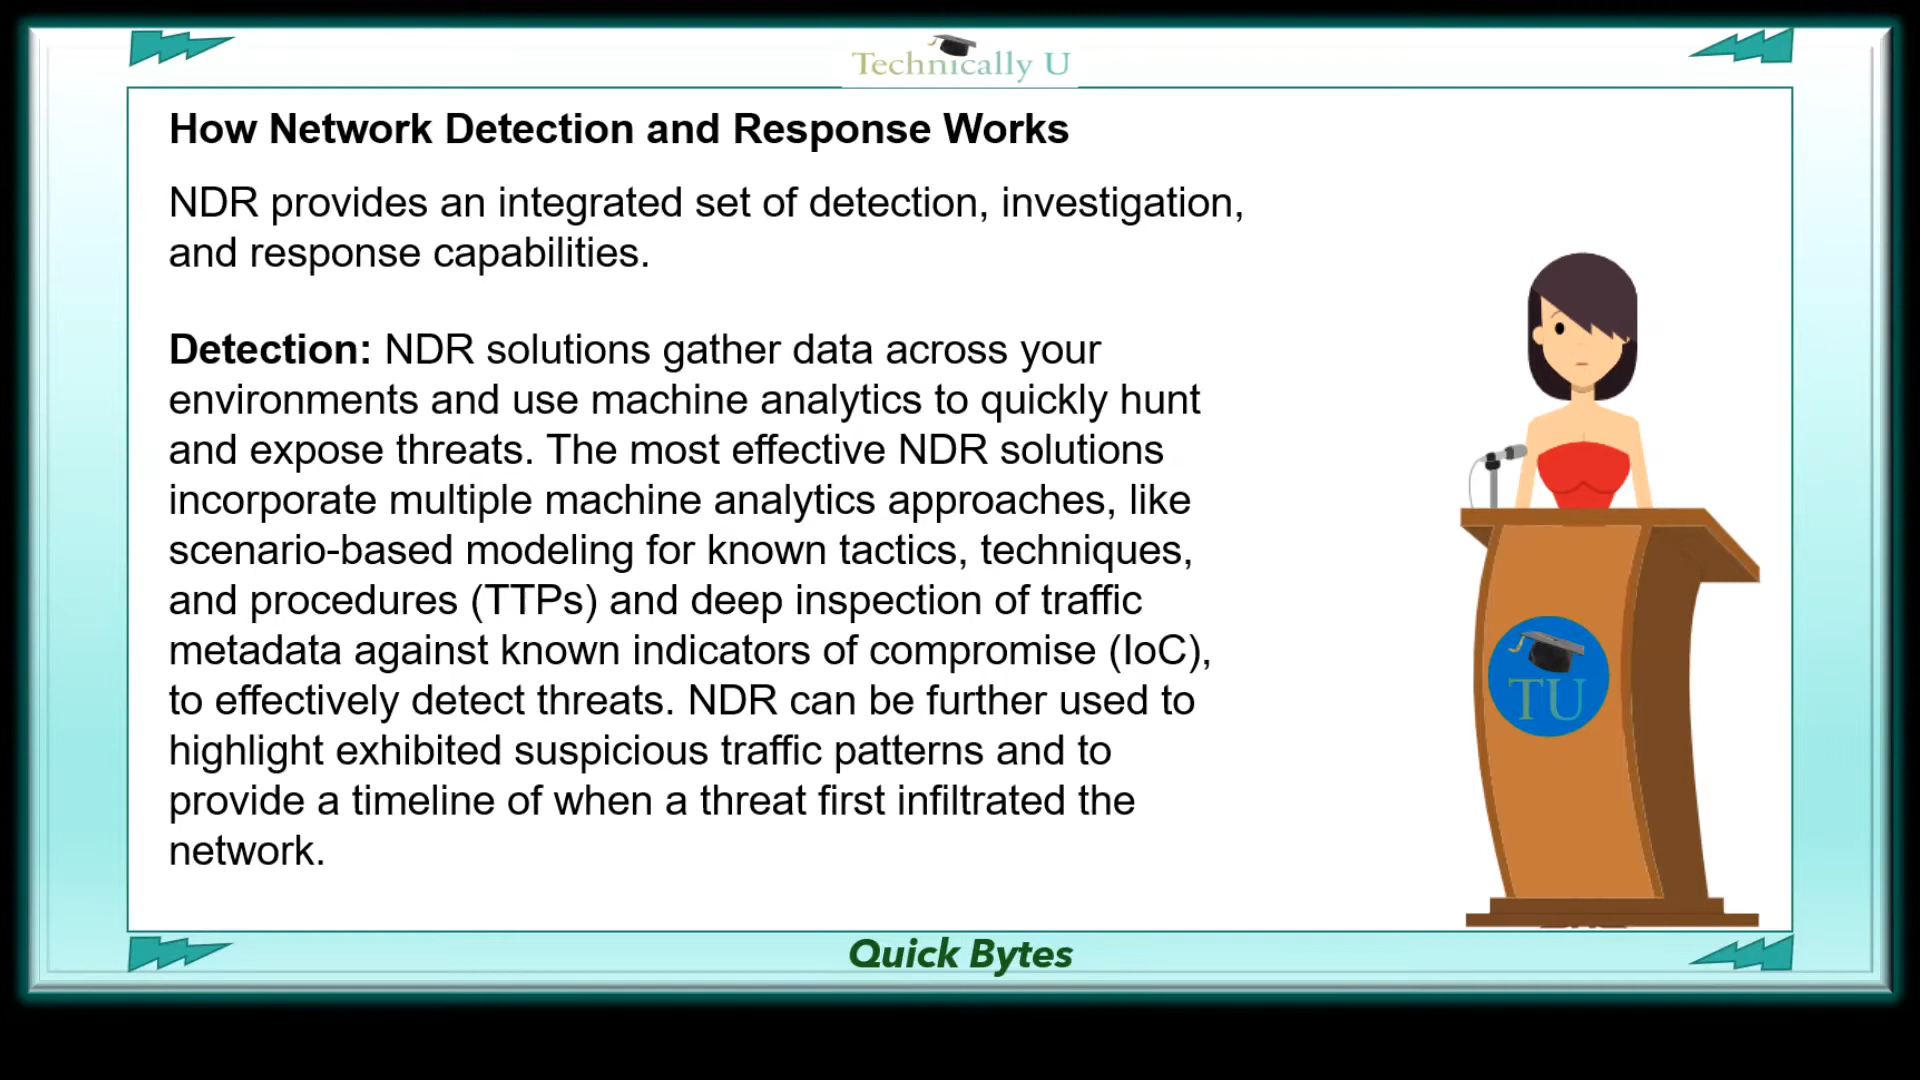 Technically U
How Network Detection and Response Works
NDR provides an integrated set of detection, investigation,
and response capabilities.
Detection: NDR solutions gather data across your
environments and use machine analytics to quickly hunt
and expose threats. The most effective NDR solutions
incorporate multiple machine analytics approaches, like
scenario-based modeling for known tactics, techniques,
and procedures (TTPs) and deep inspection of traffic
metadata against known indicators of compromise (IoC),
to effectively detect threats. NDR can be further used to
highlight exhibited suspicious traffic patterns and to
provide a timeline of when a threat first infiltrated the
network.
TU
Quick Bytes